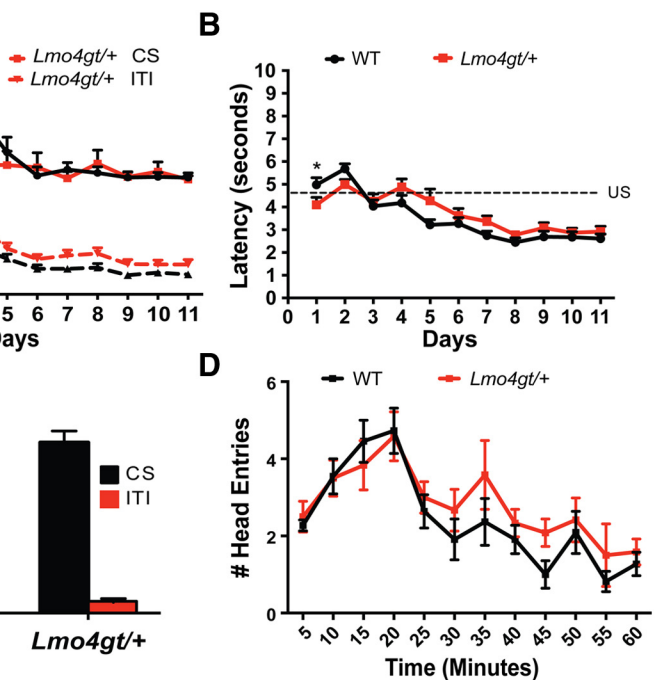 B
Lmo4gt/+ CS
Lmo4gt/+ ITI
5 6 7 8 9 10 11
Days
WT Lmo4gt/+
Latency (seconds)
10
9
8
7
6
5
4
3
2
1
0
*
US
0 1 2 3 4 5 6 7 8 9 10 11
Days
CS
ITI
Lmo4gt/+
D
WT Lmo4gt/+
# Head Entries
6
4
2
0
5 10 15 20 25 30 35 40 45 50 55 60
Time (Minutes)